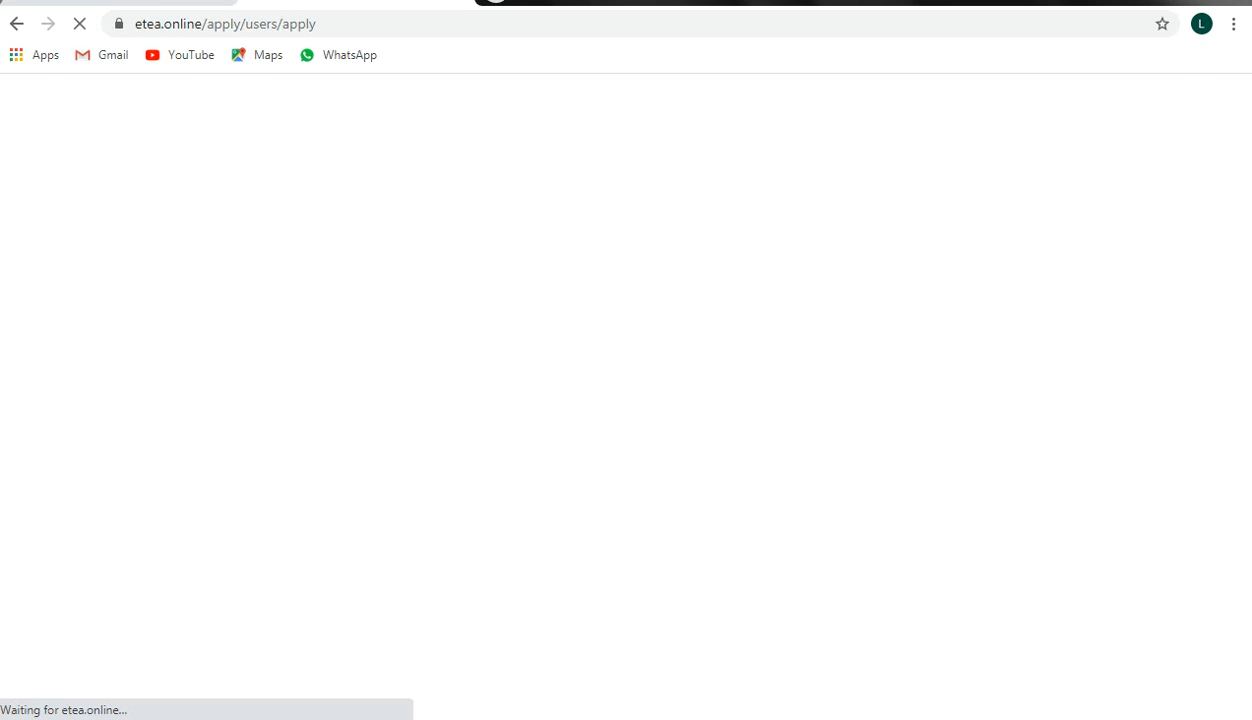 etea.online/apply/users/apply
L
Apps Gmail YouTube Maps WhatsApp
Waiting for etea.online...